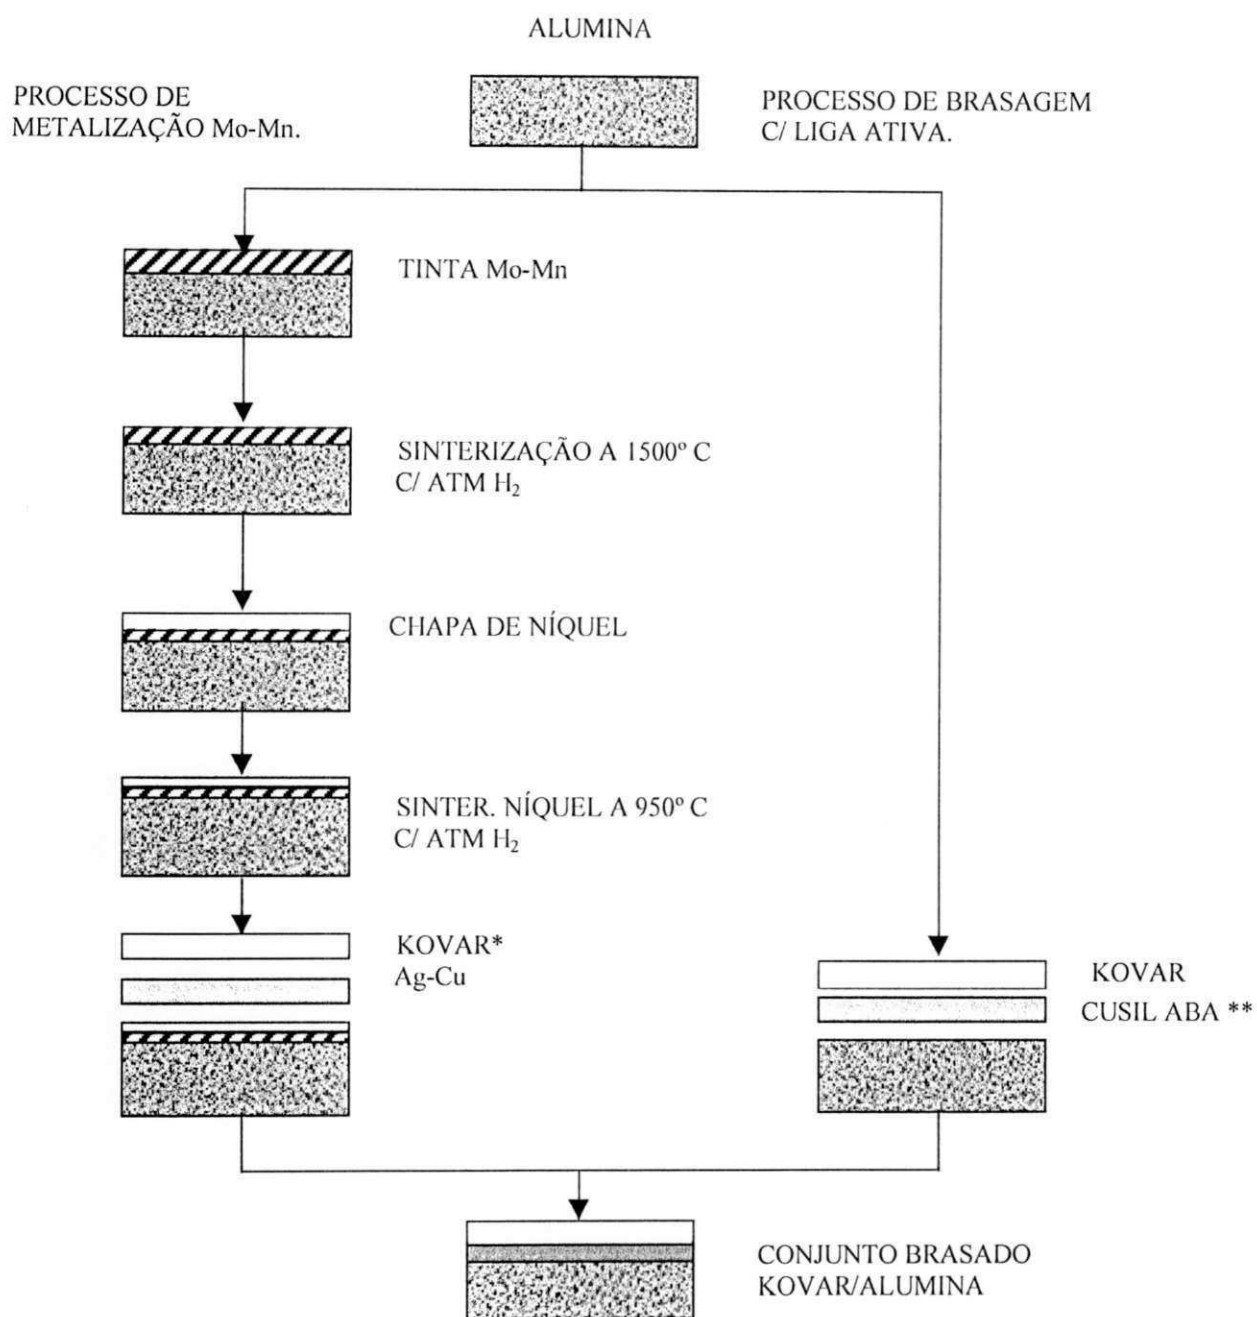 ALUMINA
PROCESSO DE
METALIZAÇÃO Mo-Mn.
PROCESSO DE BRASAGEM
C/ LIGA ATIVA.
TINTA Mo-Mn
SINTERIZAÇÃO A 1500º C
C/ ATM H₂
CHAPA DE NÍQUEL
SINTER. NÍQUEL A 950º C
C/ ATM H₂
KOVAR*
Ag-Cu
KOVAR
CUSIL ABA **
CONJUNTO BRASADO
KOVAR/ALUMINA